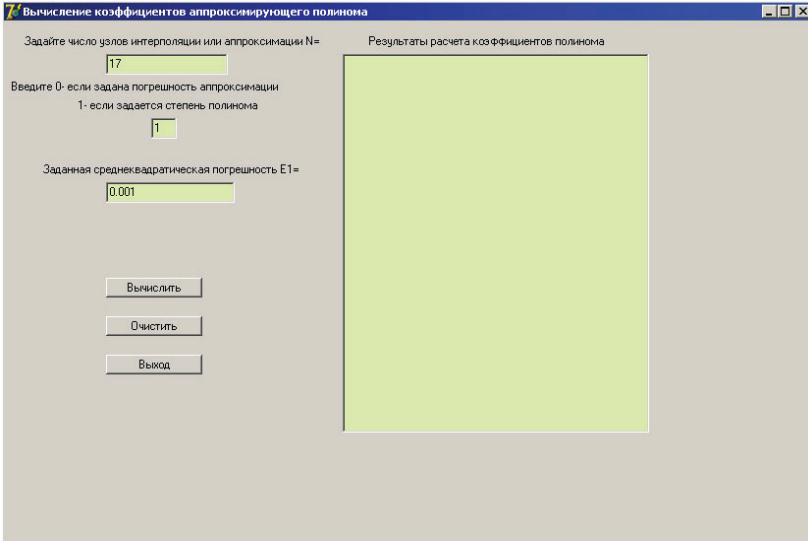 Вычисление коэффициентов аппроксимирующего полинома
Задайте число узлов интерполяции или аппроксимации N=
17
Введите 0- если задана погрешность аппроксимации
1- если задается степень полинома
1
Заданная среднеквадратическая погрешность E1=
0.001
Вычислить
Очистить
Выход
Результаты расчета коэффициентов полинома